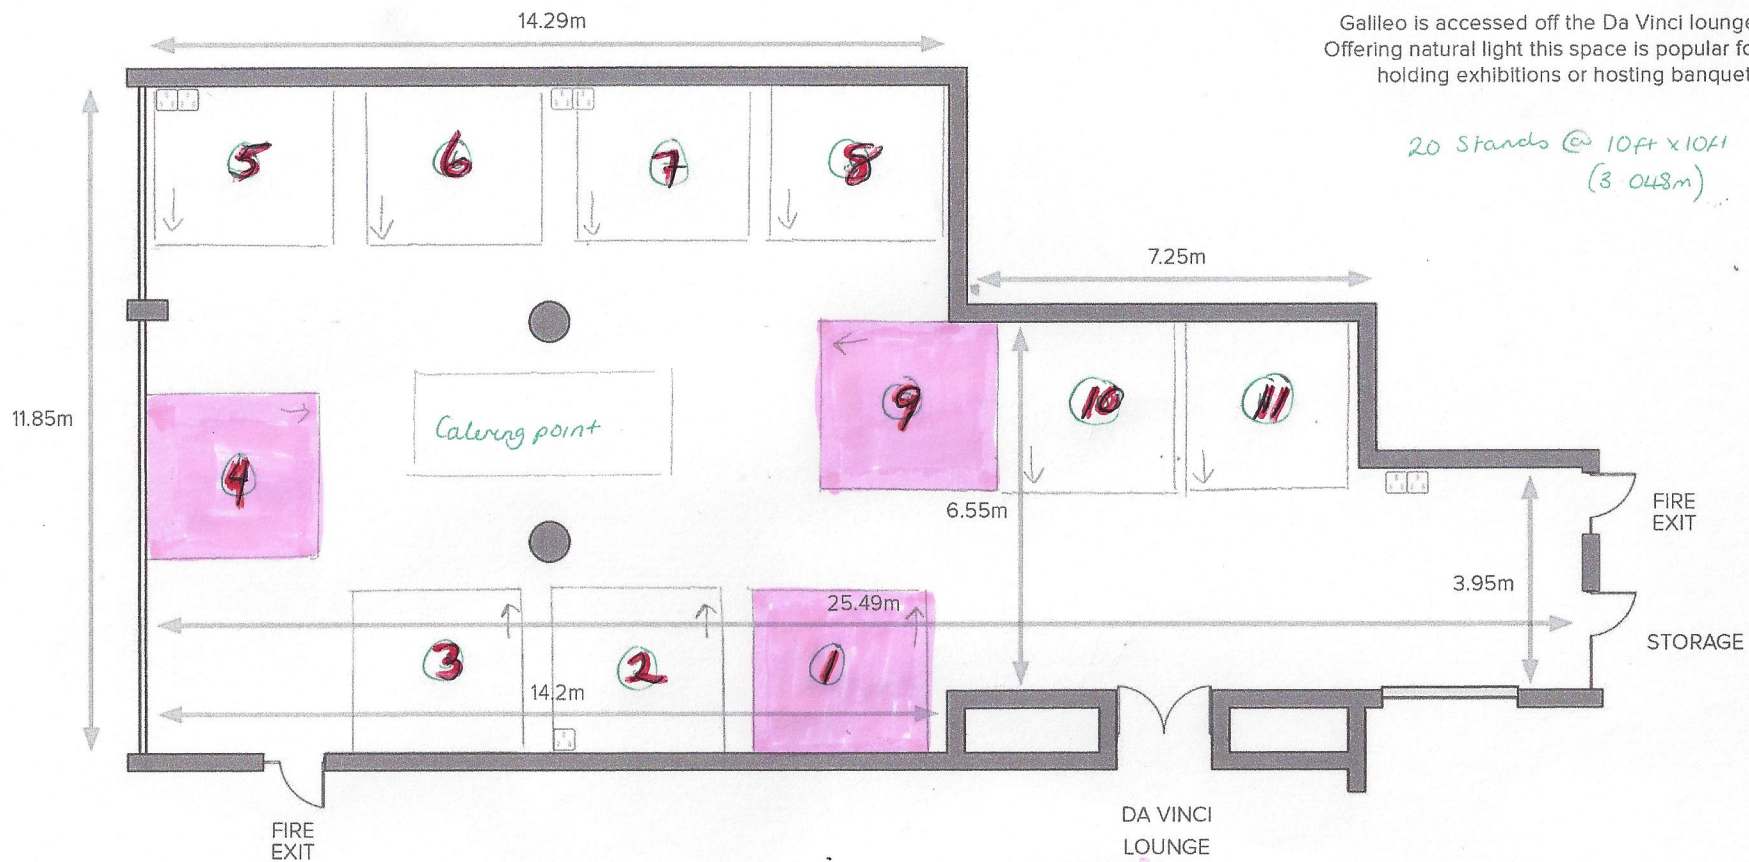 14.29m
Galileo is accessed off the Da Vinci lounge
Offering natural light this space is popular fo
holding exhibitions or hosting banquet
20 Stands @ 10ft x 10ft
(3 048m)
5
6
7
8
7.25m
11.85m
4
Catering point
9
10
11
6.55m
FIRE
EXIT
3.95m
25.49m
STORAGE
3
2
1
14.2m
FIRE
EXIT
DA VINCI
LOUNGE